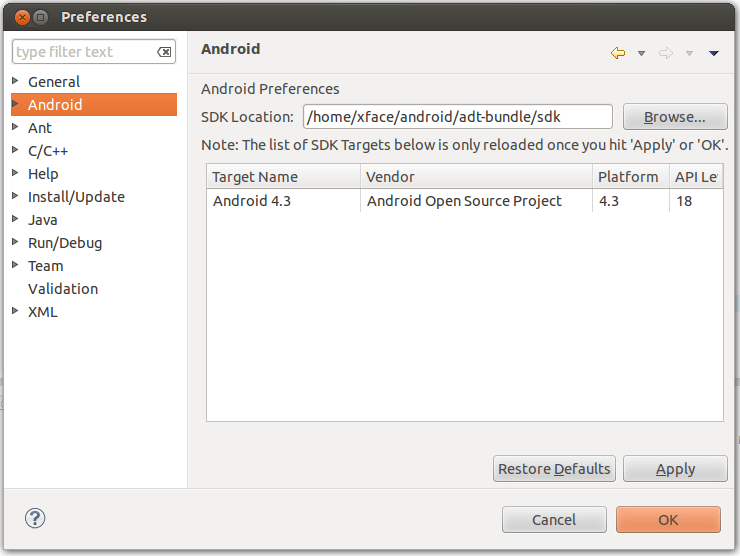 Preferences
type filter text
General
Android
Ant
C/C++
Help
Install/Update
Java
Run/Debug
Team
Validation
XML
Android
Android Preferences
SDK Location: /home/xface/android/adt-bundle/sdk Browse...
Note: The list of SDK Targets below is only reloaded once you hit 'Apply' or 'OK'.
Target Name Vendor Platform API Le
Android 4.3 Android Open Source Project 4.3 18
Restore Defaults Apply
? Cancel OK